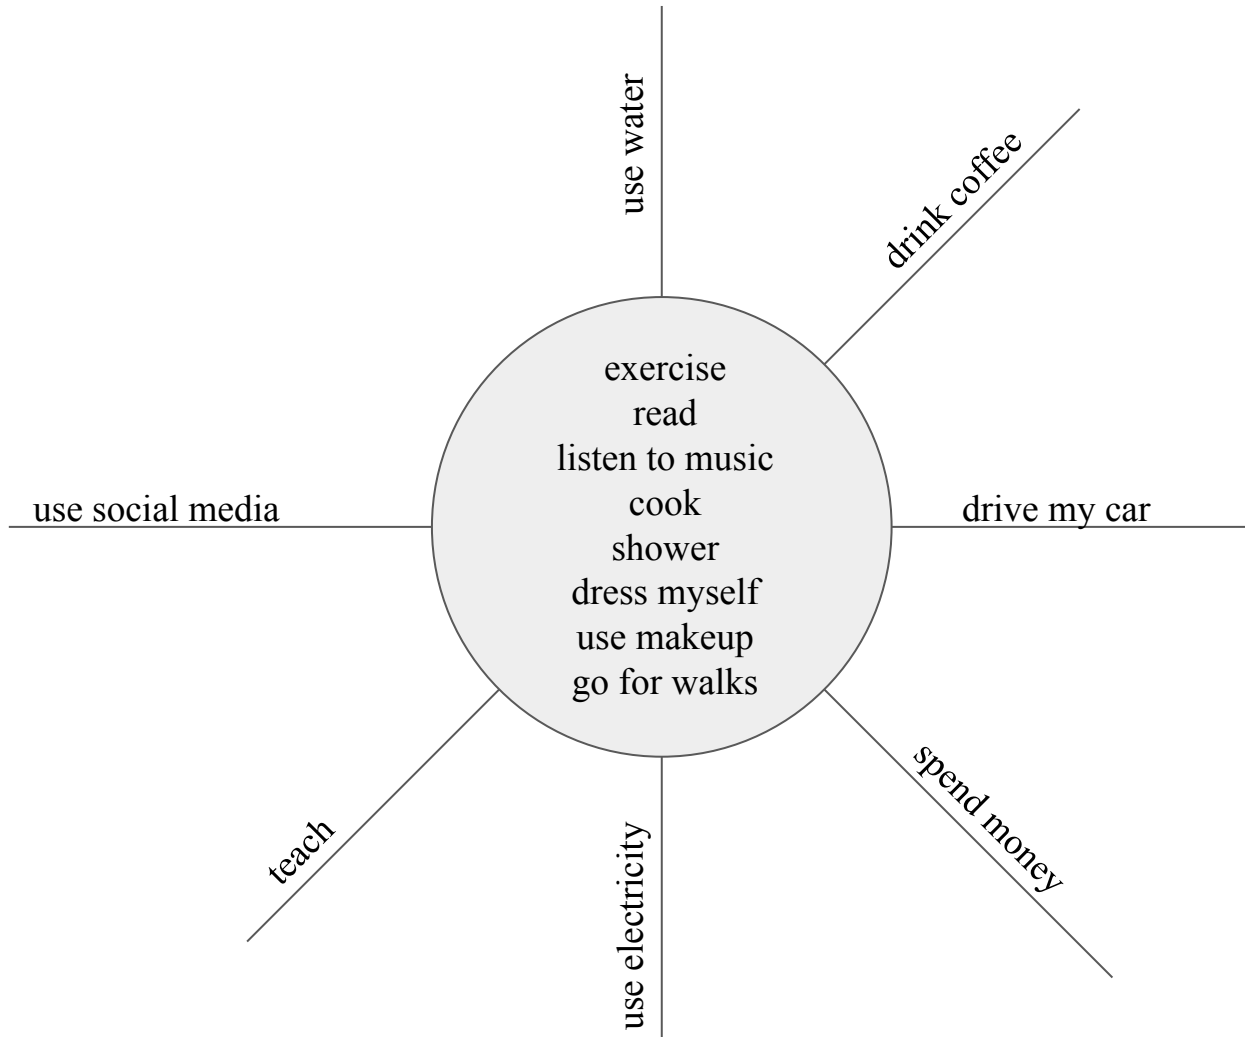 use water
drink coffee
exercise
read
listen to music
cook
shower
dress myself
use makeup
go for walks
use social media
drive my car
teach
use electricity
spend money